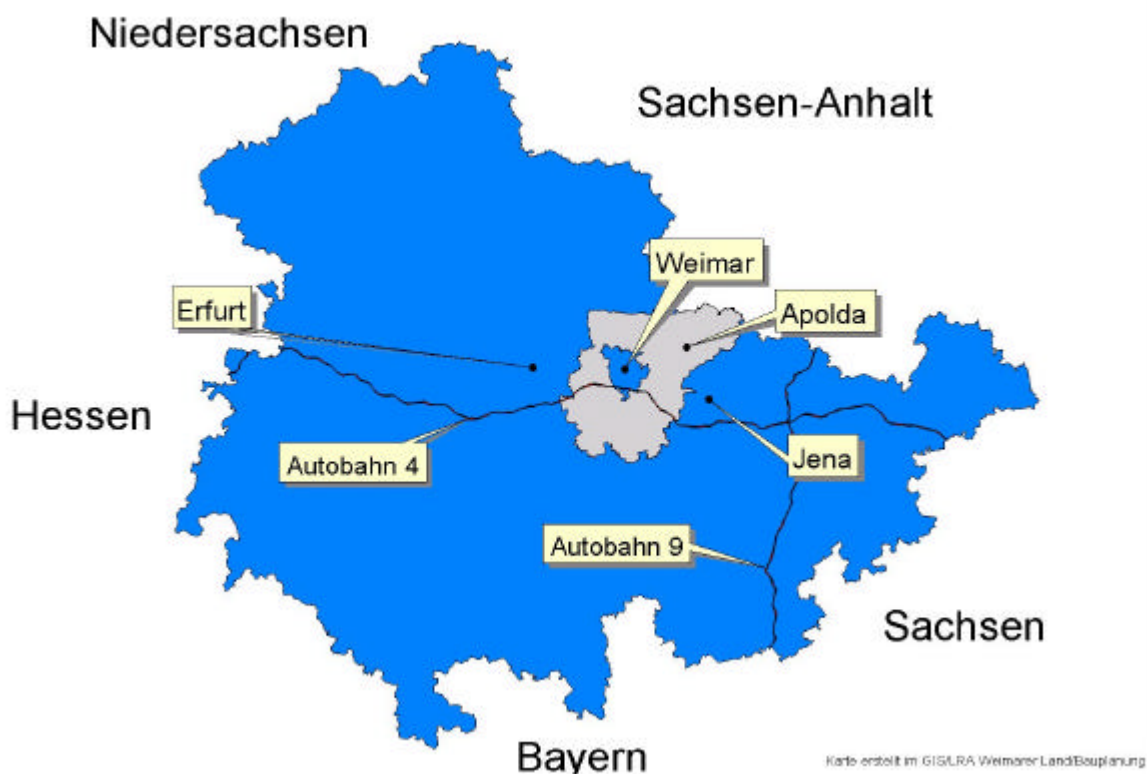 Niedersachsen
Sachsen-Anhalt
Weimar
Erfurt
Apolda
Hessen
Autobahn 4
Jena
Autobahn 9
Sachsen
Bayern
Karte erstellt im GIS/LRA Weimarer Land/Bauplanung